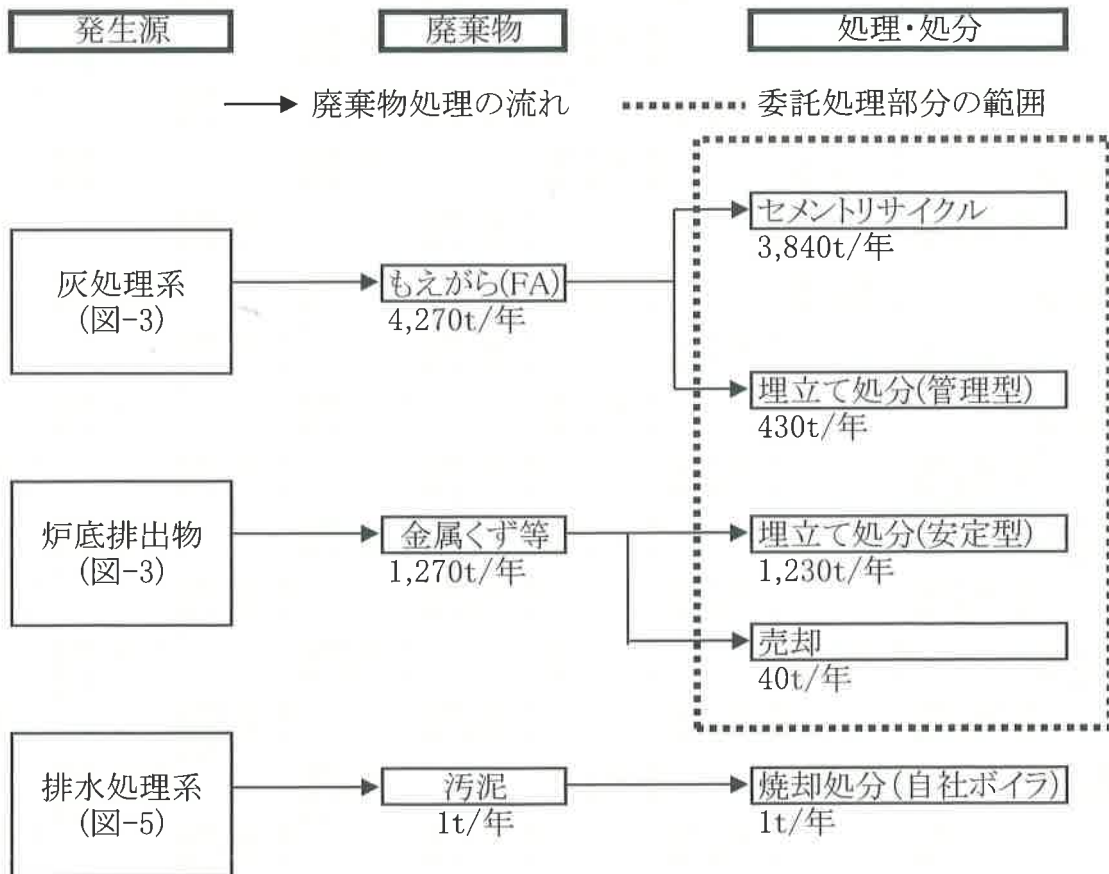 発生源
廃棄物
処理・処分
廃棄物処理の流れ
委託処理部分の範囲
灰処理系
(図-3)
もえがら(FA)
4,270t/年
セメントリサイクル
3,840t/年
埋立て処分(管理型)
430t/年
炉底排出物
(図-3)
金属くず等
1,270t/年
埋立て処分(安定型)
1,230t/年
売却
40t/年
排水処理系
(図-5)
汚泥
1t/年
焼却処分(自社ボイラ)
1t/年